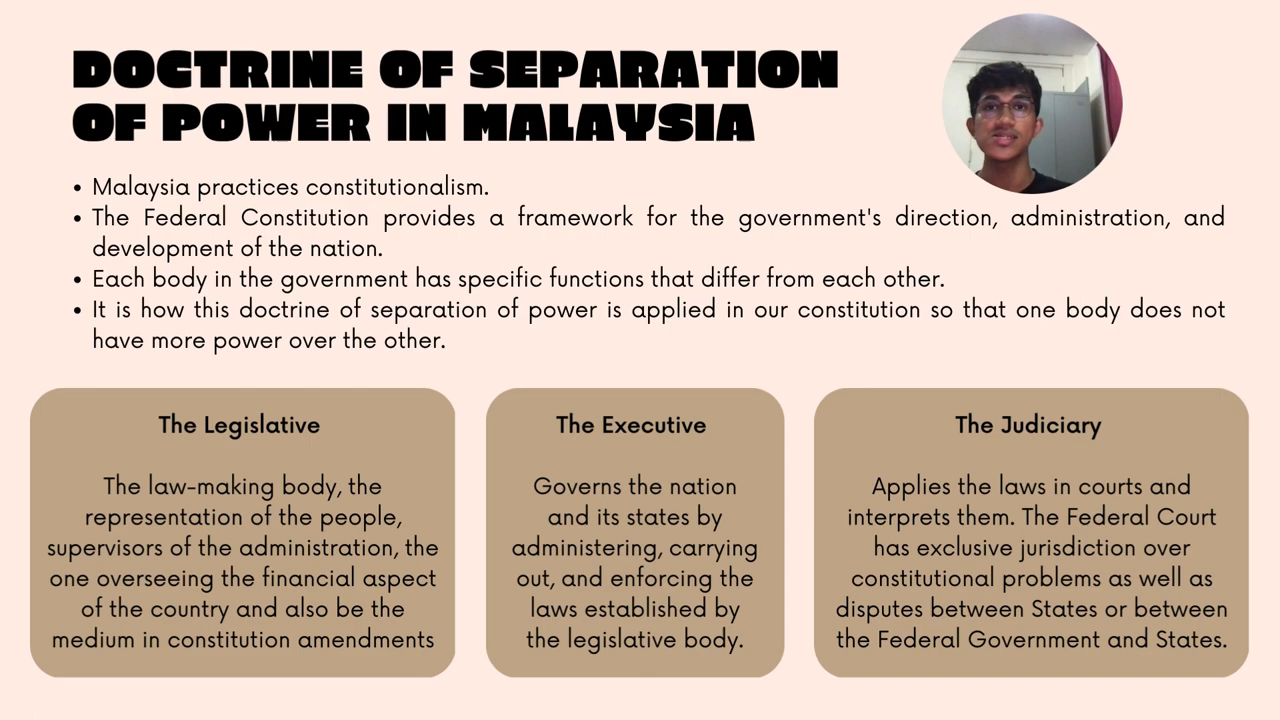 DOCTRINE OF SEPARATION
OF POWER IN MALAYSIA
• Malaysia practices constitutionalism.
• The Federal Constitution provides a framework for the government's direction, administration, and
development of the nation.
• Each body in the government has specific functions that differ from each other.
• It is how this doctrine of separation of power is applied in our constitution so that one body does not
have more power over the other.
The Legislative
The law-making body, the
representation of the people,
supervisors of the administration, the
one overseeing the financial aspect
of the country and also be the
medium in constitution amendments
The Executive
Governs the nation
and its states by
administering, carrying
out, and enforcing the
laws established by
the legislative body.
The Judiciary
Applies the laws in courts and
interprets them. The Federal Court
has exclusive jurisdiction over
constitutional problems as well as
disputes between States or between
the Federal Government and States.